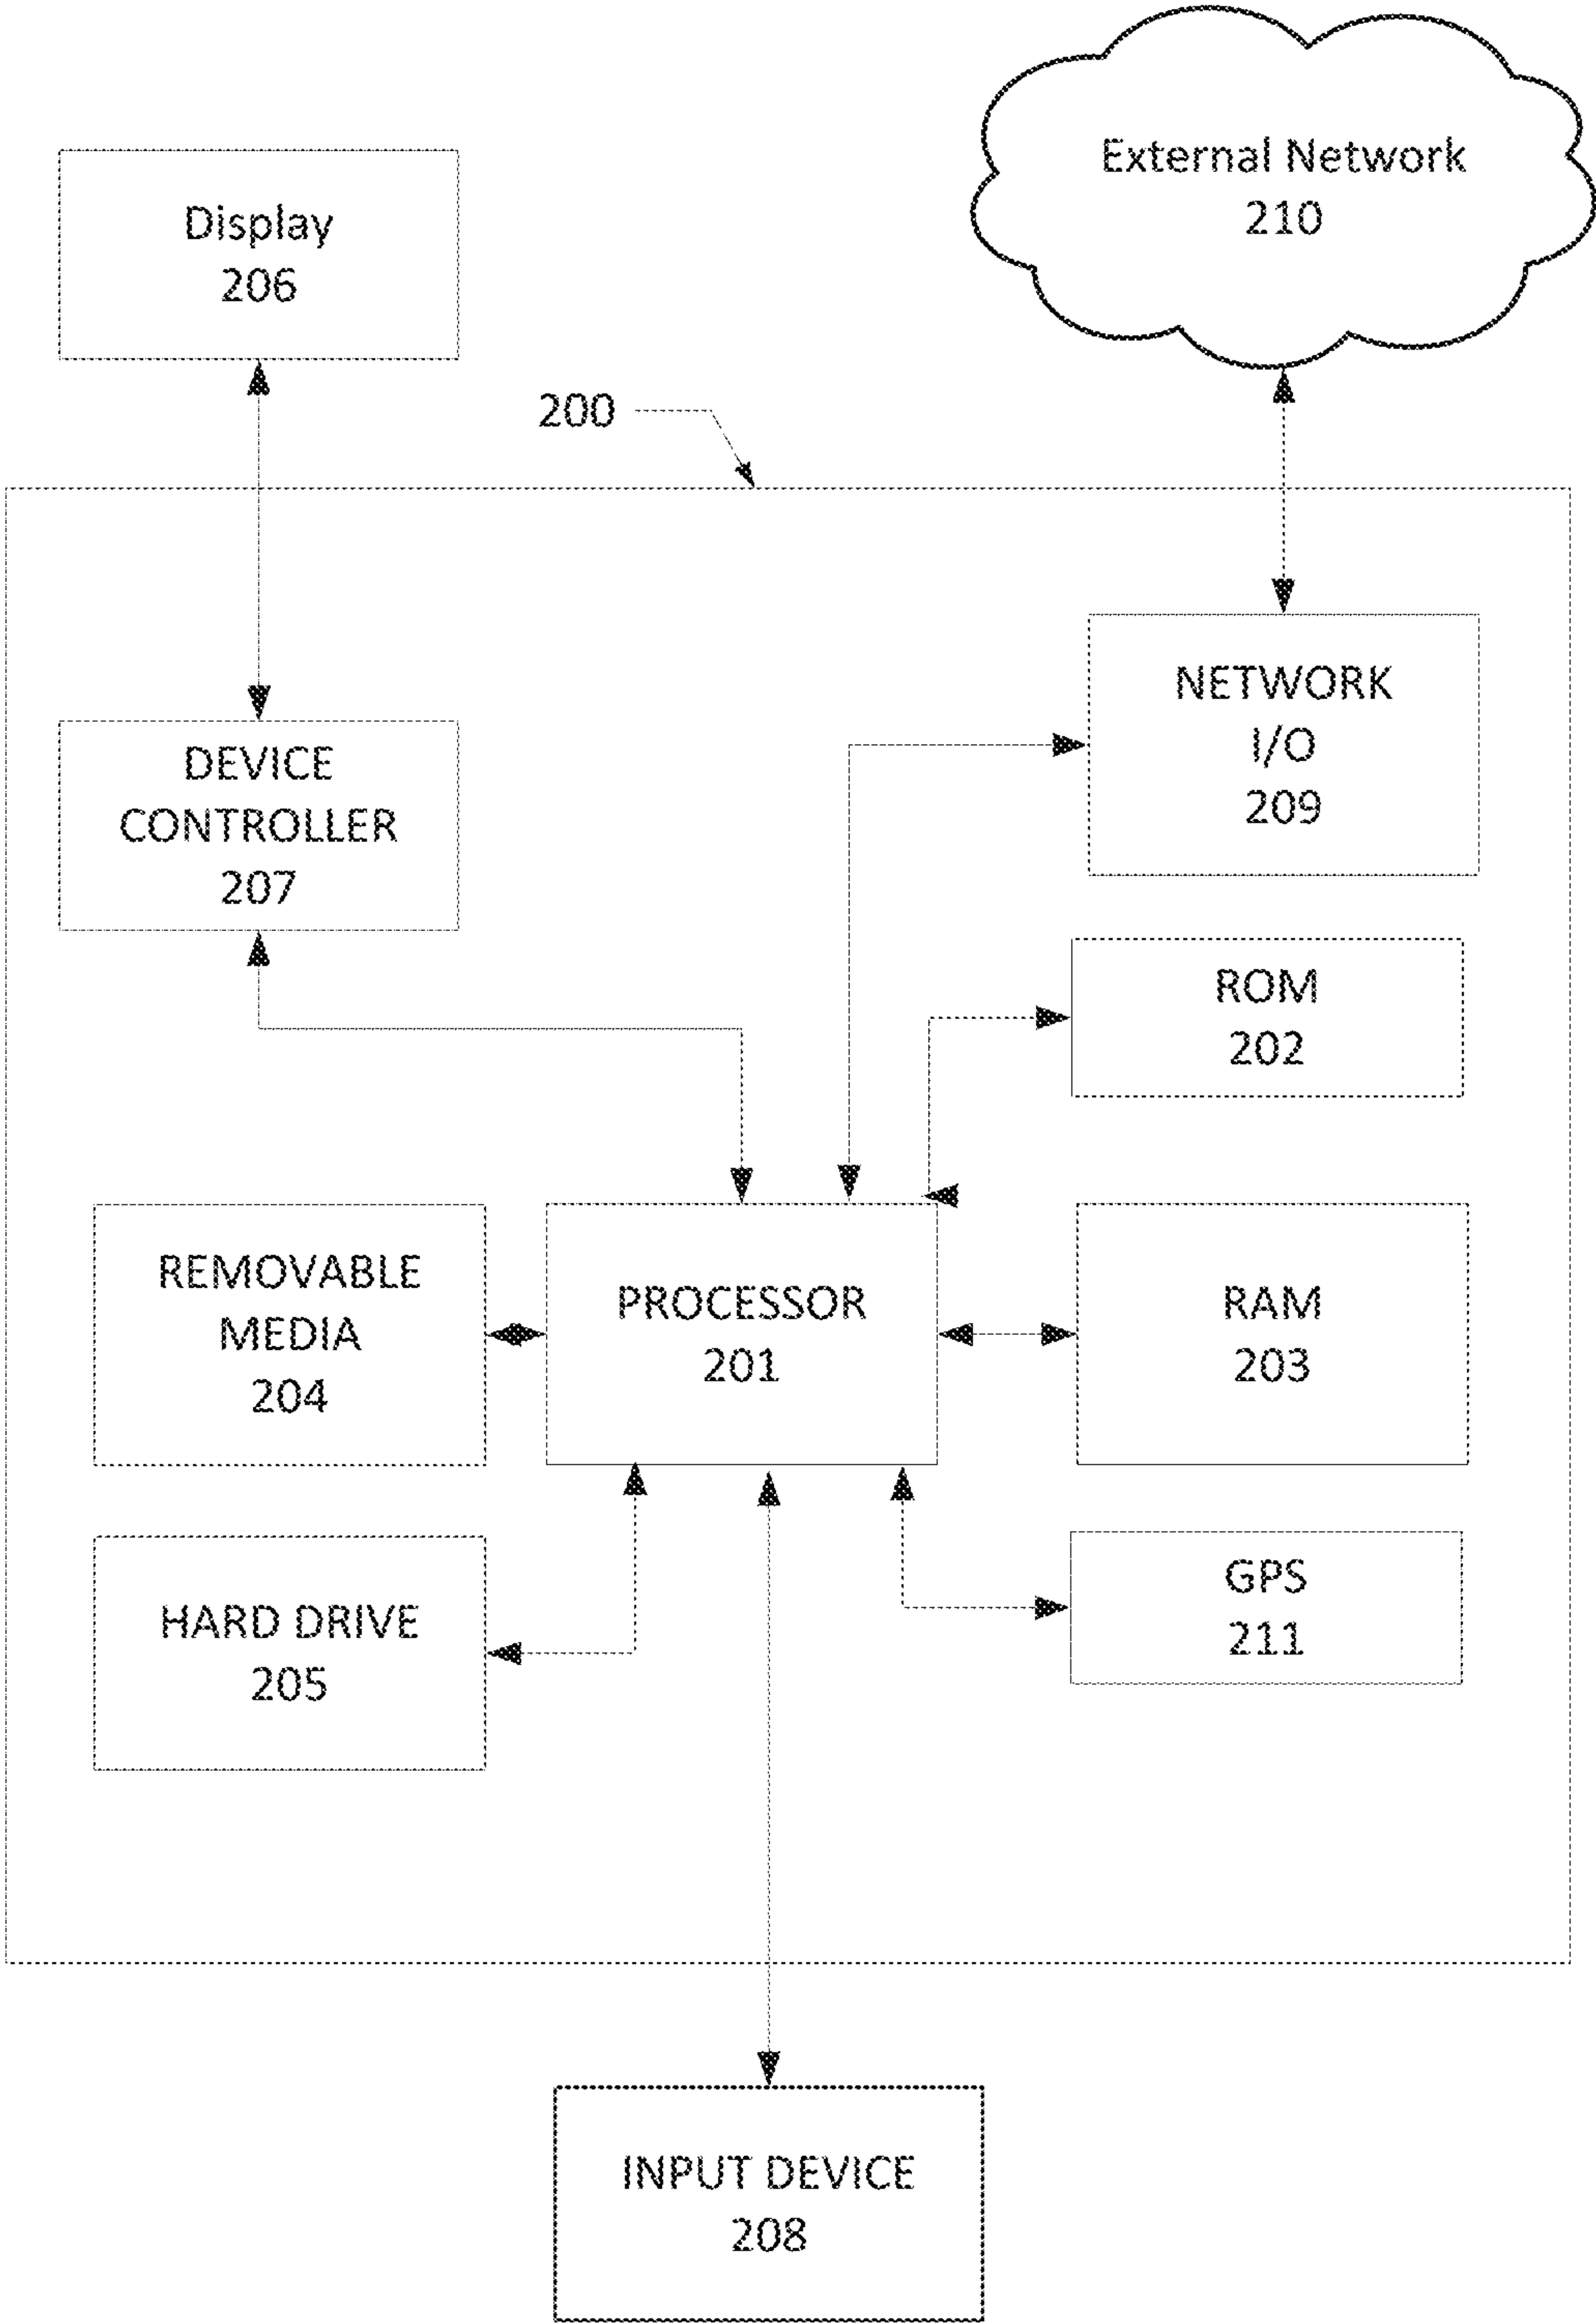 External Network
210
Display
206
200
NETWORK
I/O
209
DEVICE
CONTROLLER
207
ROM
202
REMOVABLE
MEDIA
204
PROCESSOR
201
RAM
203
HARD DRIVE
205
GPS
211
INPUT DEVICE
208